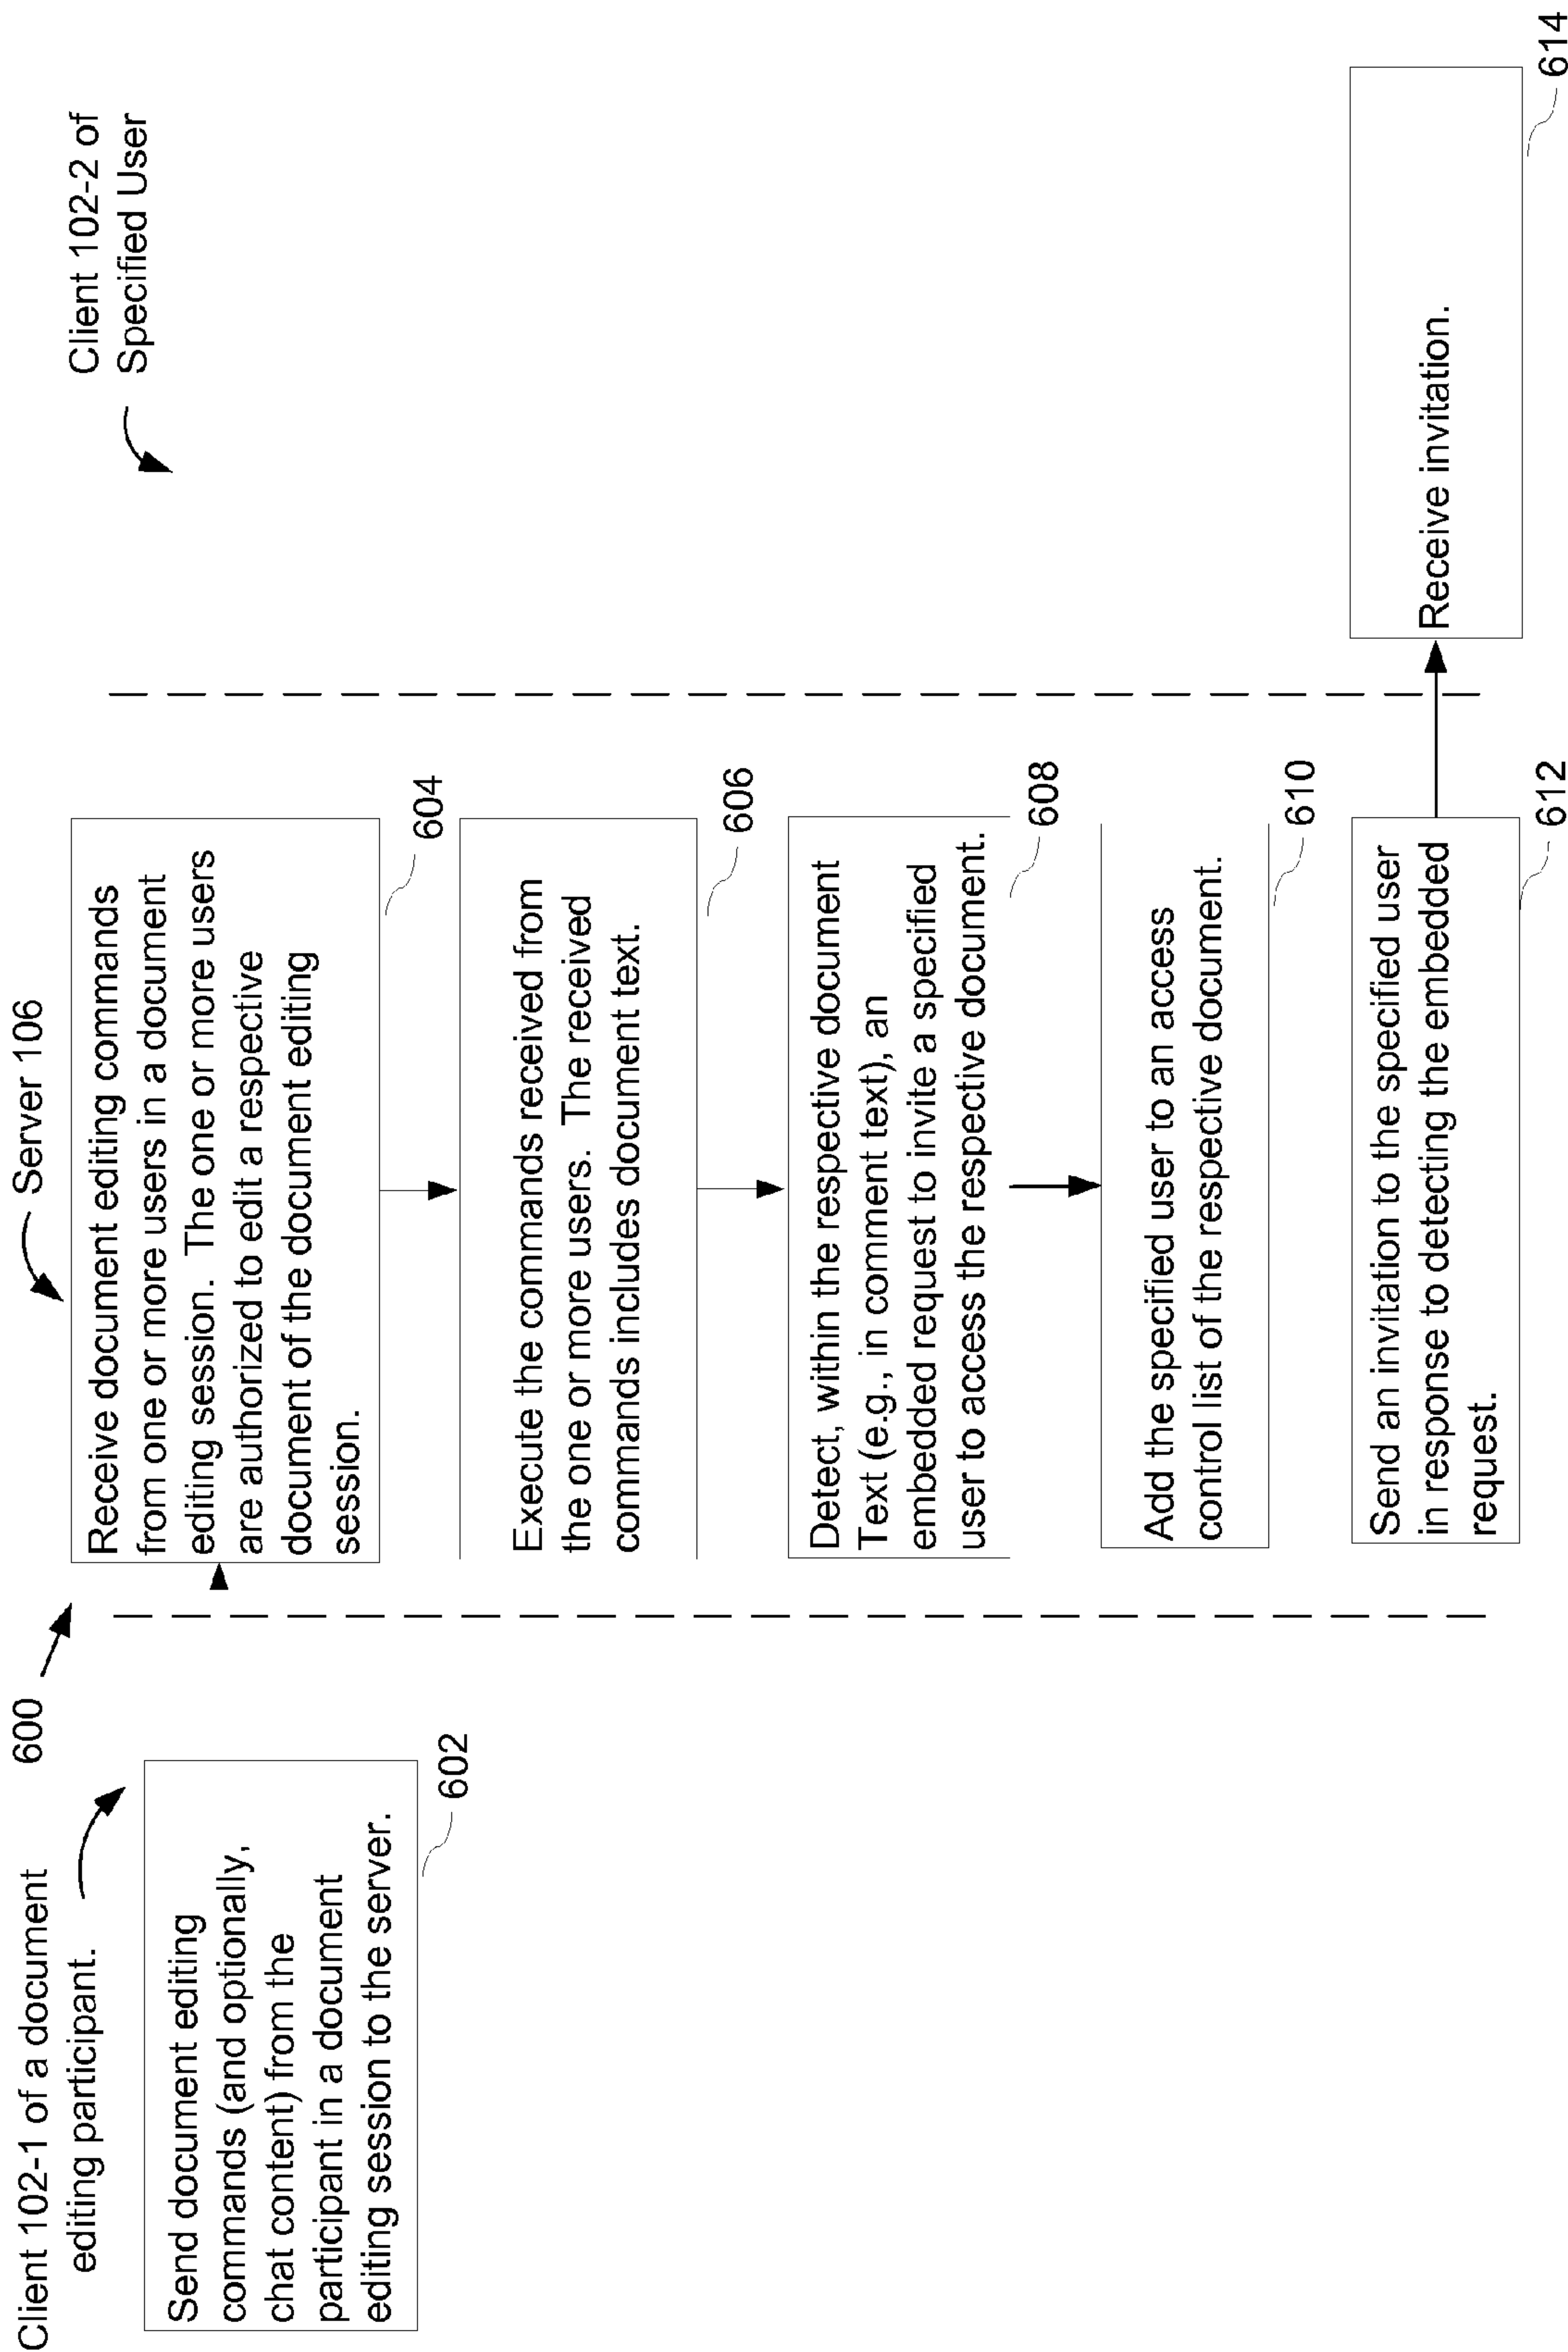 Client 102-1 of a document
editing participant.
600
Send document editing
commands (and optionally,
chat content) from the
participant in a document
editing session to the server.
602
Server 106
Receive document editing commands
from one or more users in a document
editing session.  The one or more users
are authorized to edit a respective
document of the document editing
session.
604
Execute the commands received from
the one or more users.  The received
commands includes document text.
606
Detect, within the respective document
Text (e.g., in comment text), an
embedded request to invite a specified
user to access the respective document.
608
Add the specified user to an access
control list of the respective document.
610
Send an invitation to the specified user
in response to detecting the embedded
request.
612
Client 102-2 of
Specified User
Receive invitation.
614